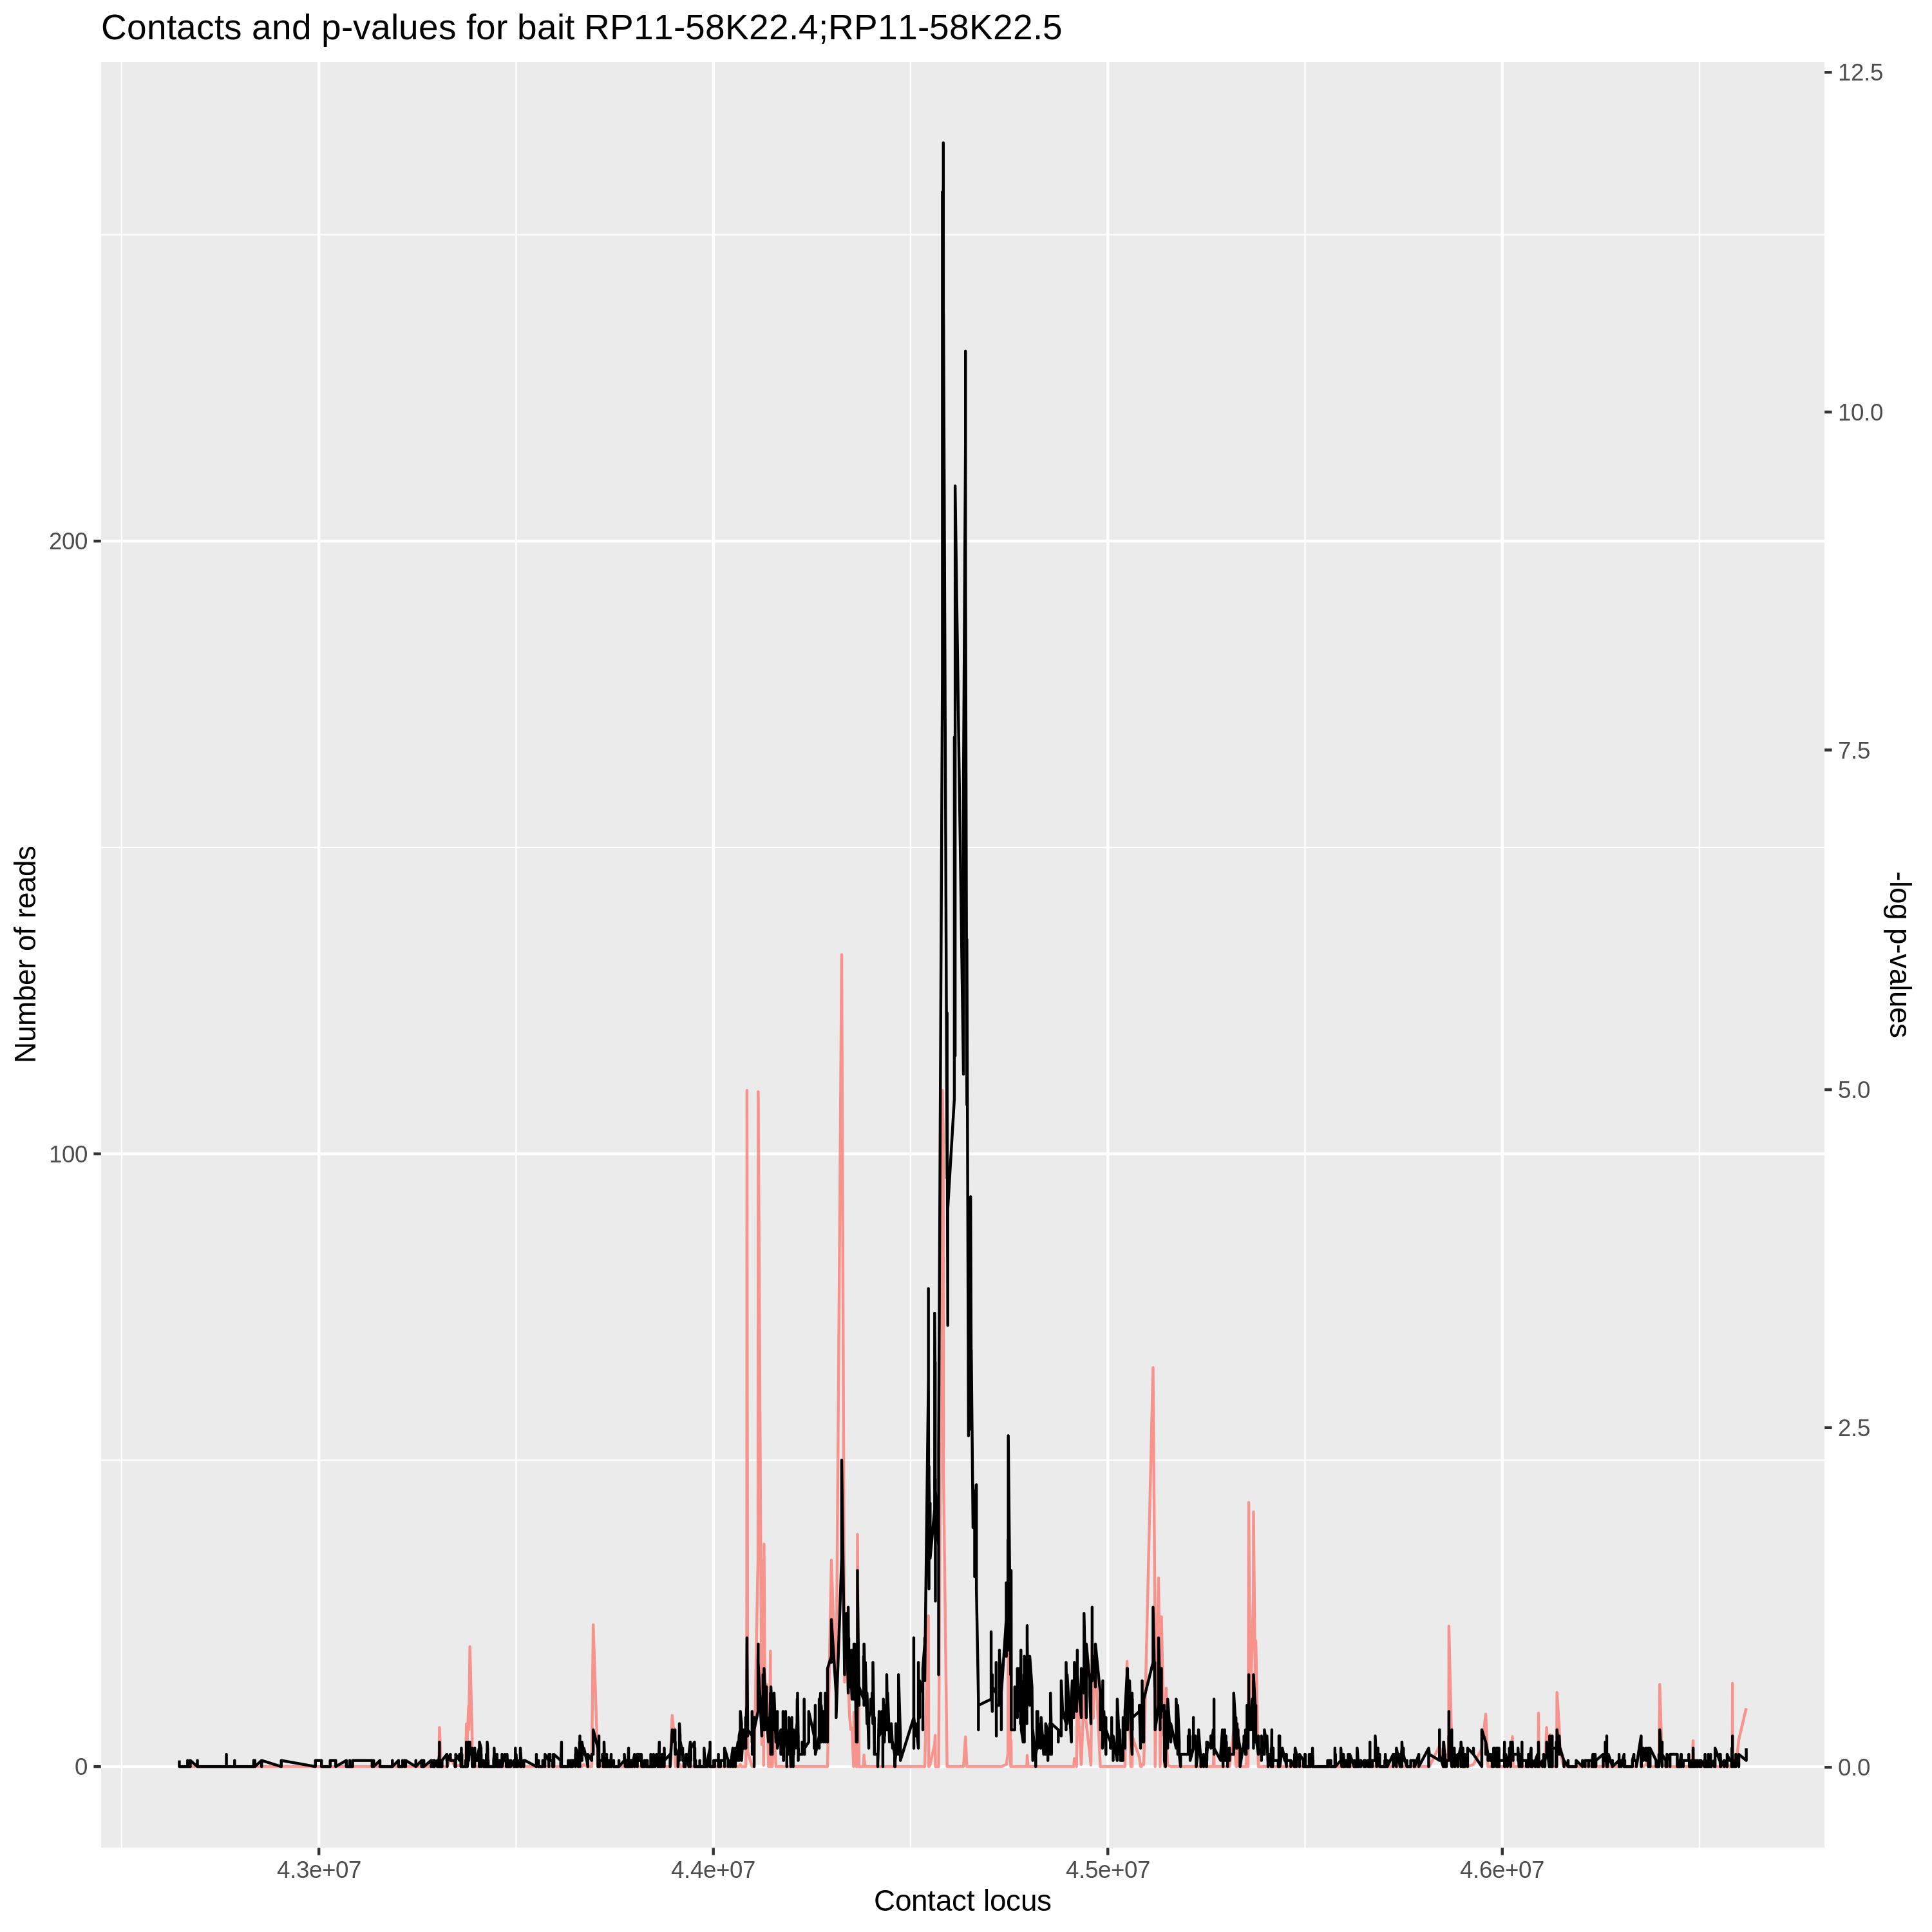 Contacts and p-values for bait RP11-58K22.4;RP11-58K22.5
12.5
10.0
200
7.5
Number of reads
-log p-values
5.0
100
2.5
0
0.0
4.3e+07 4.4e+07 4.5e+07 4.6e+07
Contact locus